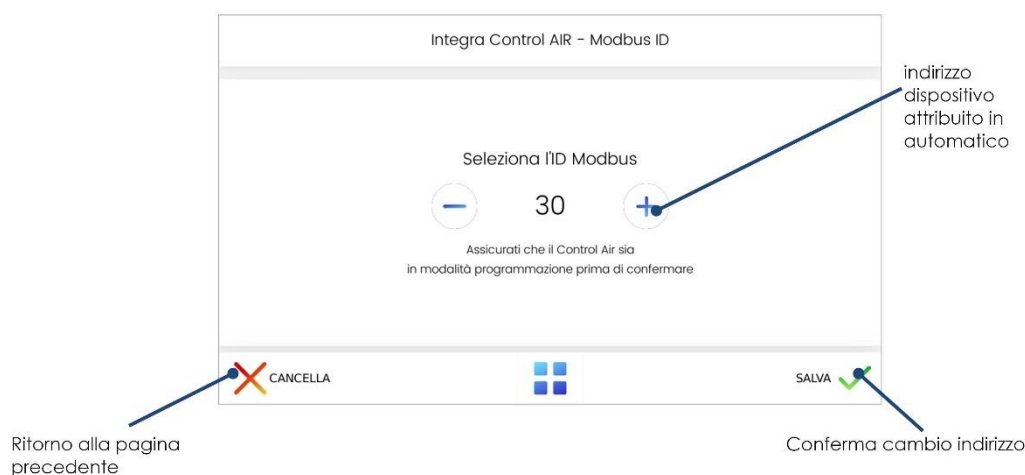 Integra Control AIR - Modbus ID
indirizzo
dispositivo
attribuito in
automatico
Seleziona l'ID Modbus
30
Assicurati che il Control Air sia
in modalità programmazione prima di confermare
CANCELLA
SALVA
Ritorno alla pagina
precedente
Conferma cambio indirizzo